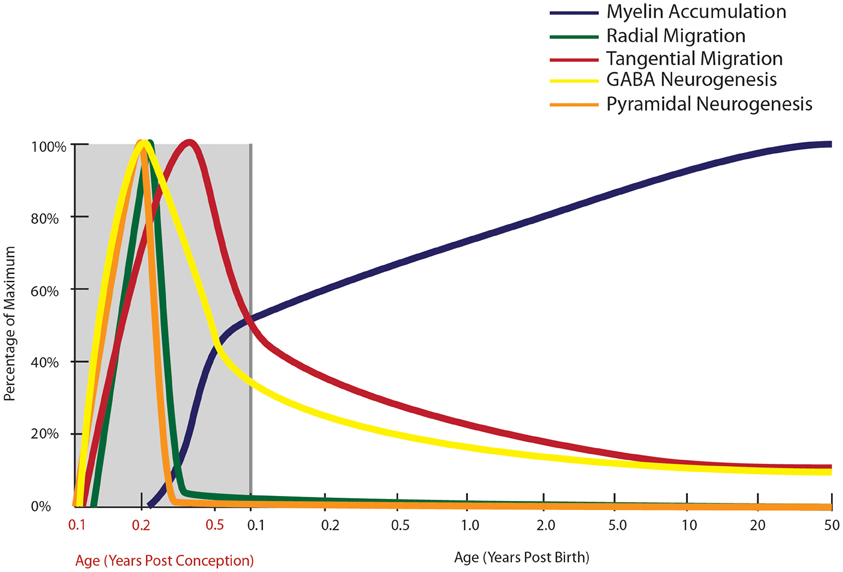 Myelin Accumulation
Radial Migration
Tangential Migration
GABA Neurogenesis
Pyramidal Neurogenesis
Percentage of Maximum
100%
80%
60%
40%
20%
0%
0.1 0.2 0.5 0.1 0.2 0.5 1.0 2.0 5.0 10 20 50
Age (Years Post Conception) Age (Years Post Birth)